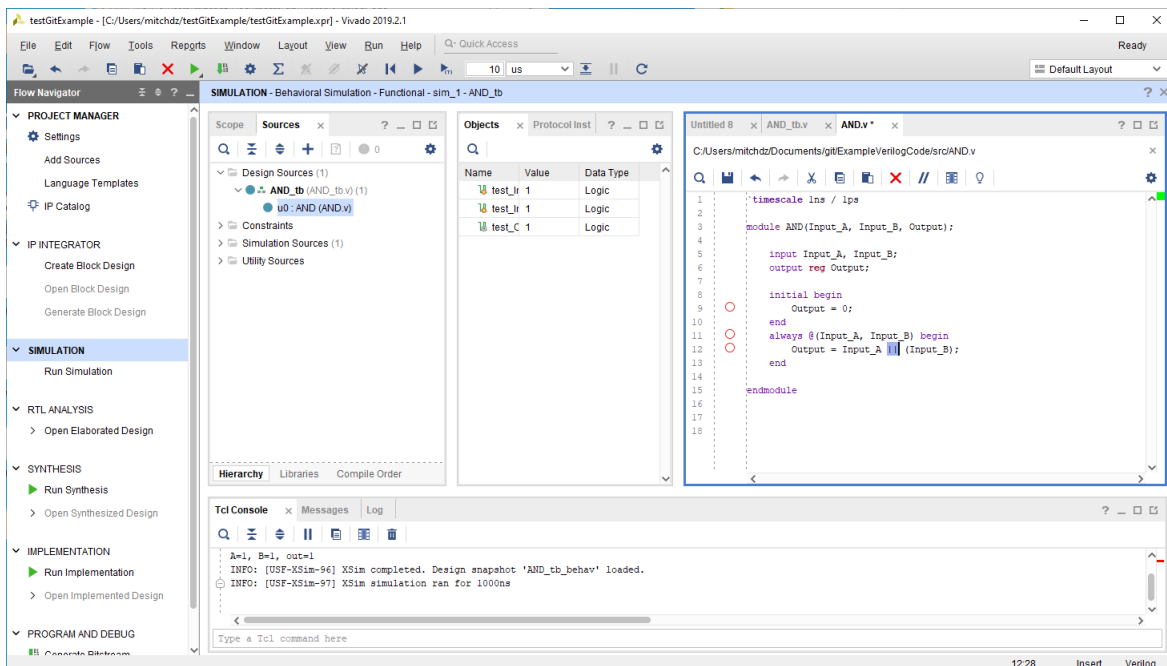 testGitExample - [C:/Users/mitchdz/testGitExample/testGitExample.xpr] - Vivado 2019.2.1
File Edit Flow Tools Reports Window Layout View Run Help Q- Quick Access Ready
10 us Default Layout
Flow Navigator SIMULATION - Behavioral Simulation - Functional - sim_1 - AND_tb
PROJECT MANAGER
Settings
Add Sources
Language Templates
IP Catalog
IP INTEGRATOR
Create Block Design
Open Block Design
Generate Block Design
SIMULATION
Run Simulation
RTL ANALYSIS
Open Elaborated Design
SYNTHESIS
Run Synthesis
Open Synthesized Design
IMPLEMENTATION
Run Implementation
Open Implemented Design
PROGRAM AND DEBUG
Generate Bitstream
Scope Sources
0
Design Sources (1)
AND_tb (AND_tb.v) (1)
u0 : AND (AND.v)
Constraints
Simulation Sources (1)
Utility Sources
Hierarchy Libraries Compile Order
Objects Protocol Inst
Name Value Data Type
test_Ir 1 Logic
test_Ir 1 Logic
test_C 1 Logic
Untitled 8 AND_tb.v AND.v *
C:/Users/mitchdz/Documents/git/ExampleVerilogCode/src/AND.v
1 `timescale 1ns / 1ps
2
3 module AND(Input_A, Input_B, Output);
4
5 input Input_A, Input_B;
6 output reg Output;
7
8 initial begin
9 Output = 0;
10 end
11 always @(Input_A, Input_B) begin
12 Output = Input_A || (Input_B);
13 end
14
15 endmodule
16
17
18
Tcl Console Messages Log
A=1, B=1, out=1
INFO: [USF-XSim-96] XSim completed. Design snapshot 'AND_tb_behav' loaded.
INFO: [USF-XSim-97] XSim simulation ran for 1000ns
Type a Tcl command here
12:28 Insert Verilog